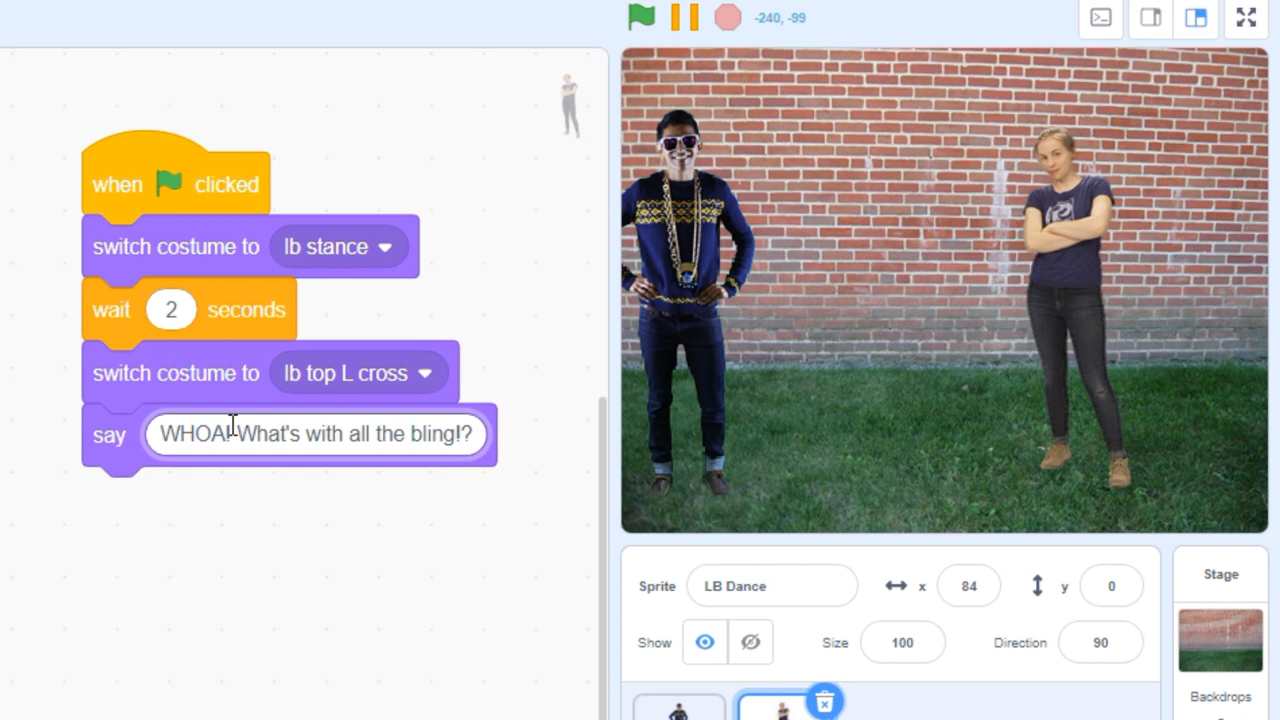 -240, -99
when clicked
switch costume to lb stance
wait 2 seconds
switch costume to lb top L cross
say WHOA! What's with all the bling!?
Sprite LB Dance x 84 y 0
Show Size 100 Direction 90
Stage
Backdrops